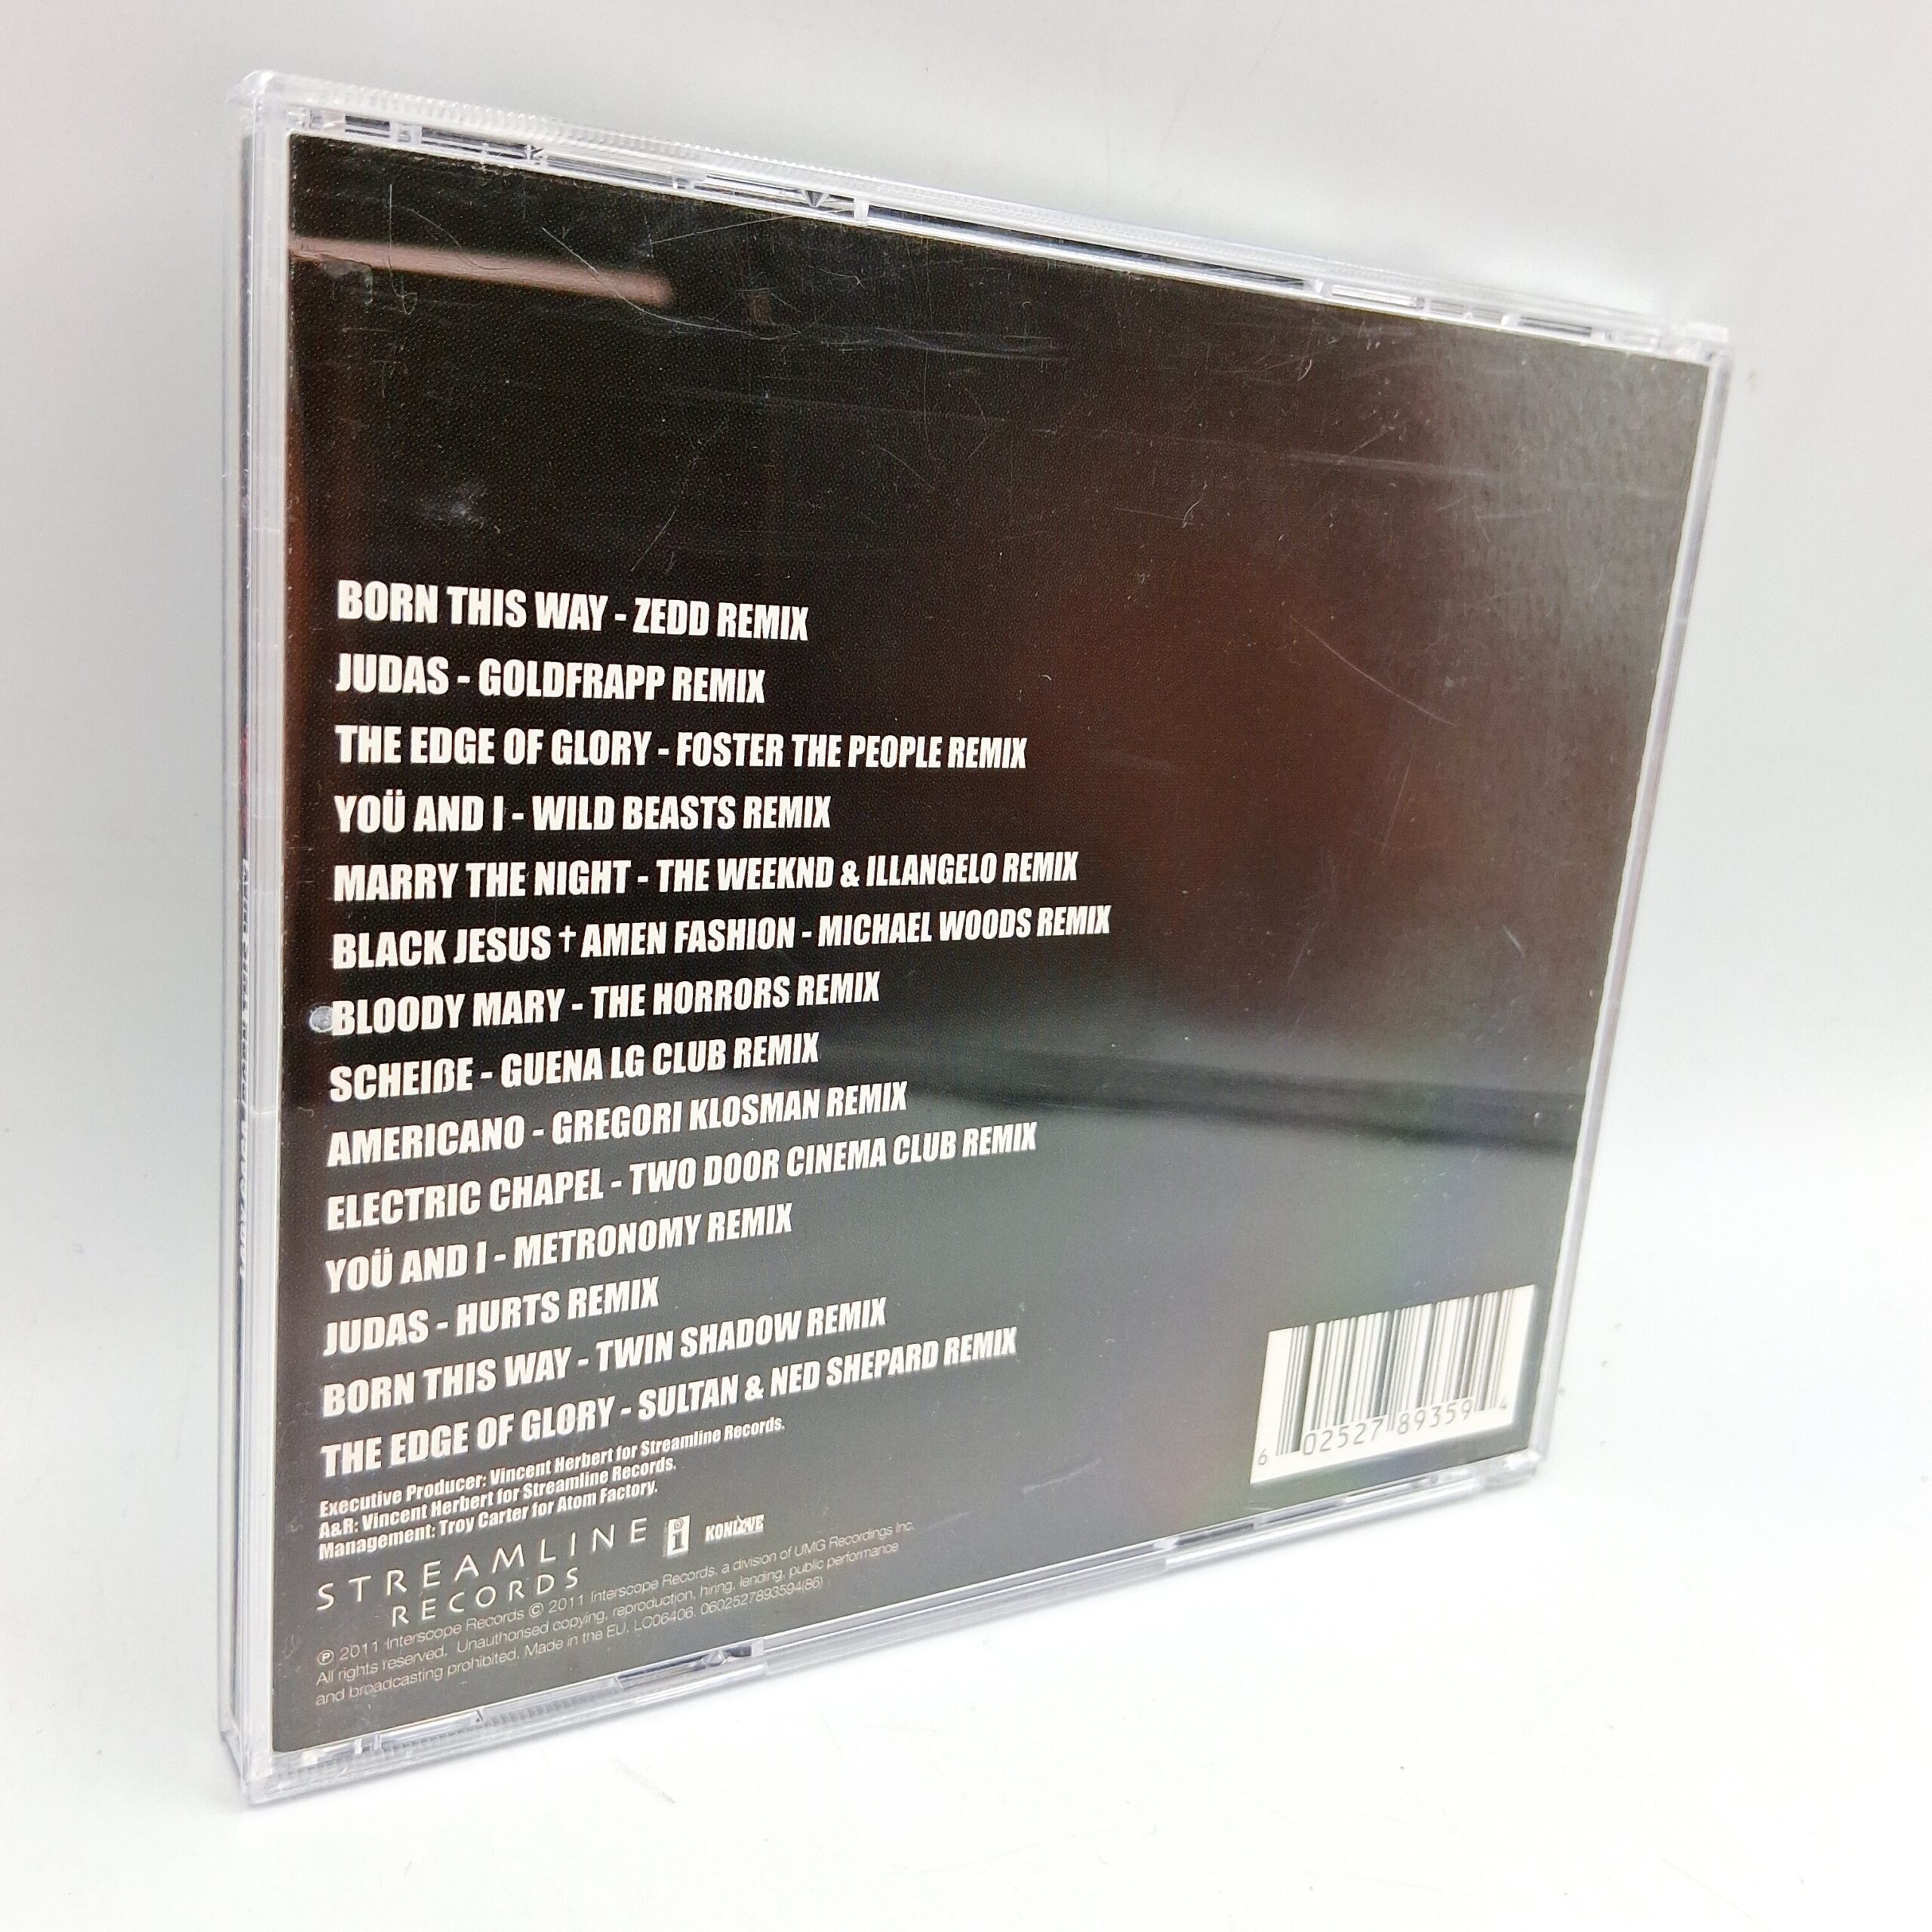 BORN THIS WAY - ZEDD REMIX
JUDAS - GOLDFRAPP REMIX
THE EDGE OF GLORY - FOSTER THE PEOPLE REMIX
YOÜ AND I - WILD BEASTS REMIX
MARRY THE NIGHT - THE WEEKND & ILLANGELO REMIX
BLACK JESUS † AMEN FASHION - MICHAEL WOODS REMIX
BLOODY MARY - THE HORRORS REMIX
SCHEIßE - GUENA LG CLUB REMIX
AMERICANO - GREGORI KLOSMAN REMIX
ELECTRIC CHAPEL - TWO DOOR CINEMA CLUB REMIX
YOÜ AND I - METRONOMY REMIX
JUDAS - HURTS REMIX
BORN THIS WAY - TWIN SHADOW REMIX
THE EDGE OF GLORY - SULTAN & NED SHEPARD REMIX
Executive Producer: Vincent Herbert for Streamline Records.
A&R: Vincent Herbert for Streamline Records.
Management: Troy Carter for Atom Factory.
STREAMLINE
RECORDS
i
KONLIVE
℗ 2011 Interscope Records © 2011 Interscope Records, a division of UMG Recordings Inc.
All rights reserved. Unauthorised copying, reproduction, hiring, lending, public performance
and broadcasting prohibited. Made in the EU. LC06406. 0602527893594(86)
6 02527 89359 4